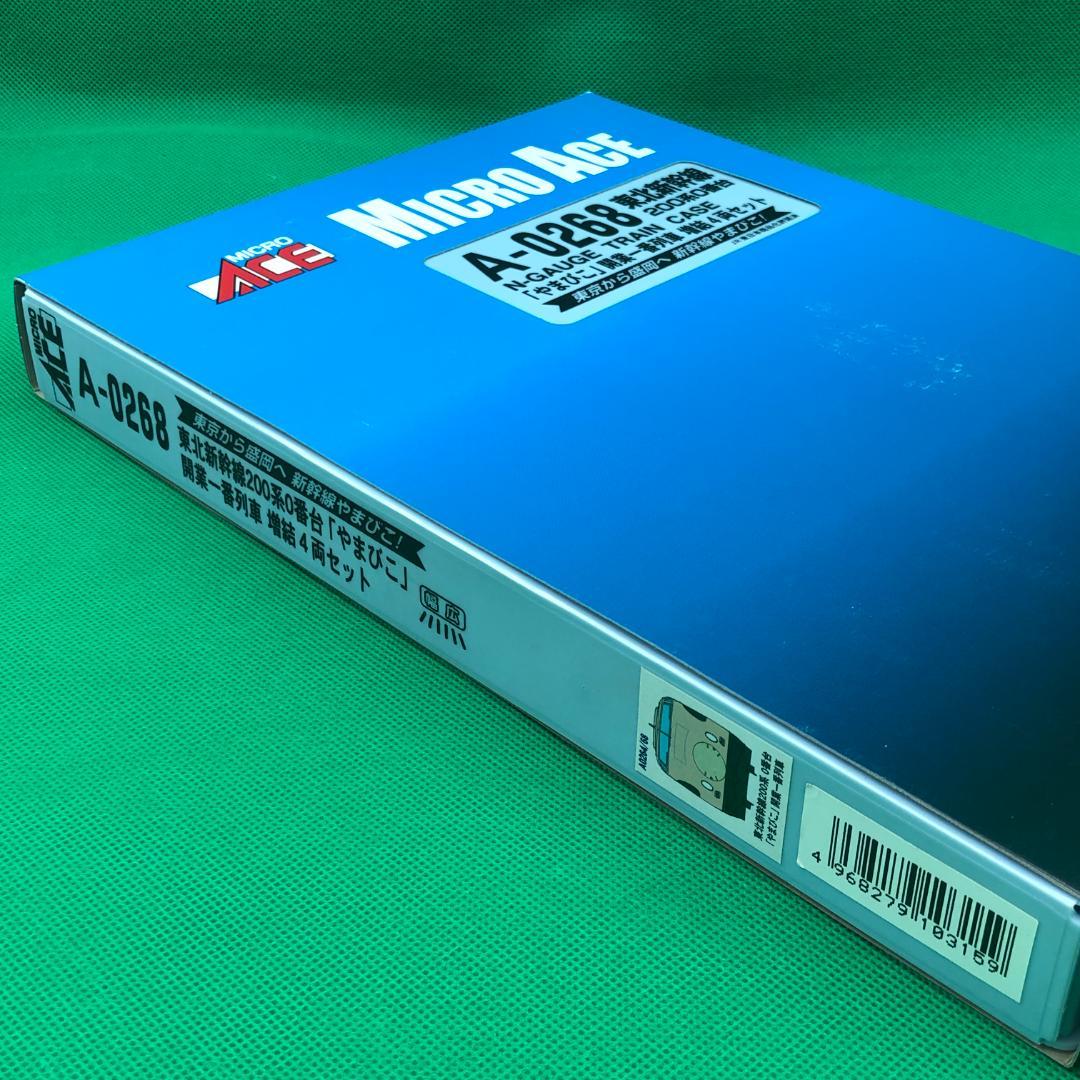 MICRO ACE
MICRO
ACE
A-0268 東北新幹線
200系0番台
N-GAUGE TRAIN CASE
「やまびこ」開業一番列車 増結4両セット
東京から盛岡へ 新幹線やまびこ!
MICRO
ACE
A-0268
東京から盛岡へ 新幹線やまびこ!
東北新幹線200系0番台「やまびこ」
開業一番列車 増結4両セット
幅 広
A0264/68
東北新幹線200系 0番台
「やまびこ」開業一番列車
4 968279 103159